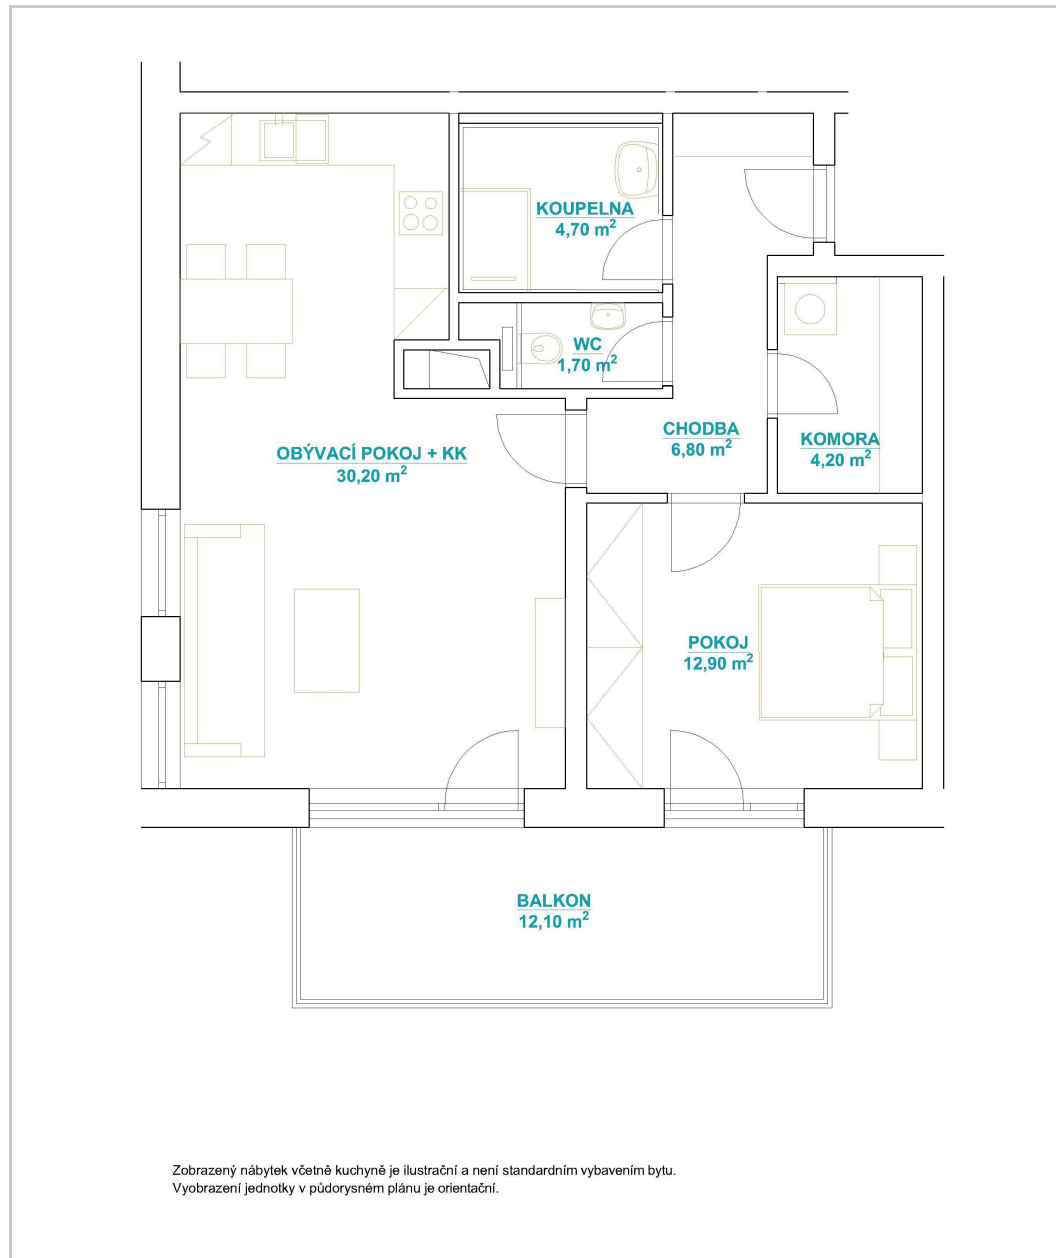 KOUPELNA
4,70 m²
WC
1,70 m²
CHODBA
6,80 m²
KOMORA
4,20 m²
OBÝVACÍ POKOJ + KK
30,20 m²
POKOJ
12,90 m²
BALKON
12,10 m²
Zobrazený nábytek včetně kuchyně je ilustrační a není standardním vybavením bytu.
Vyobrazení jednotky v půdorysném plánu je orientační.